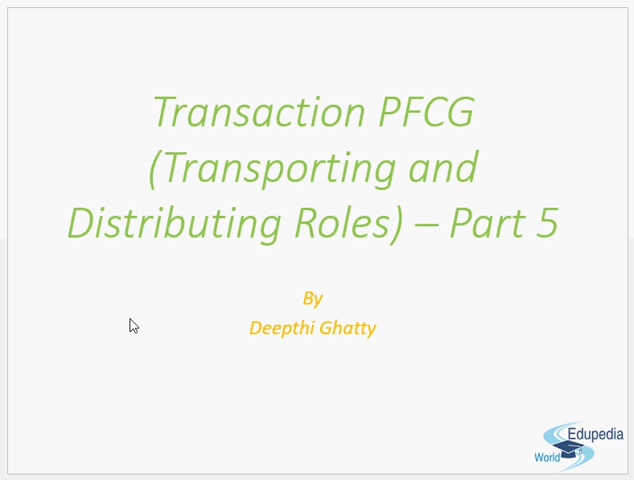 Transaction PFCG
(Transporting and
Distributing Roles) – Part 5
By
Deepthi Ghatty
Edupedia
World